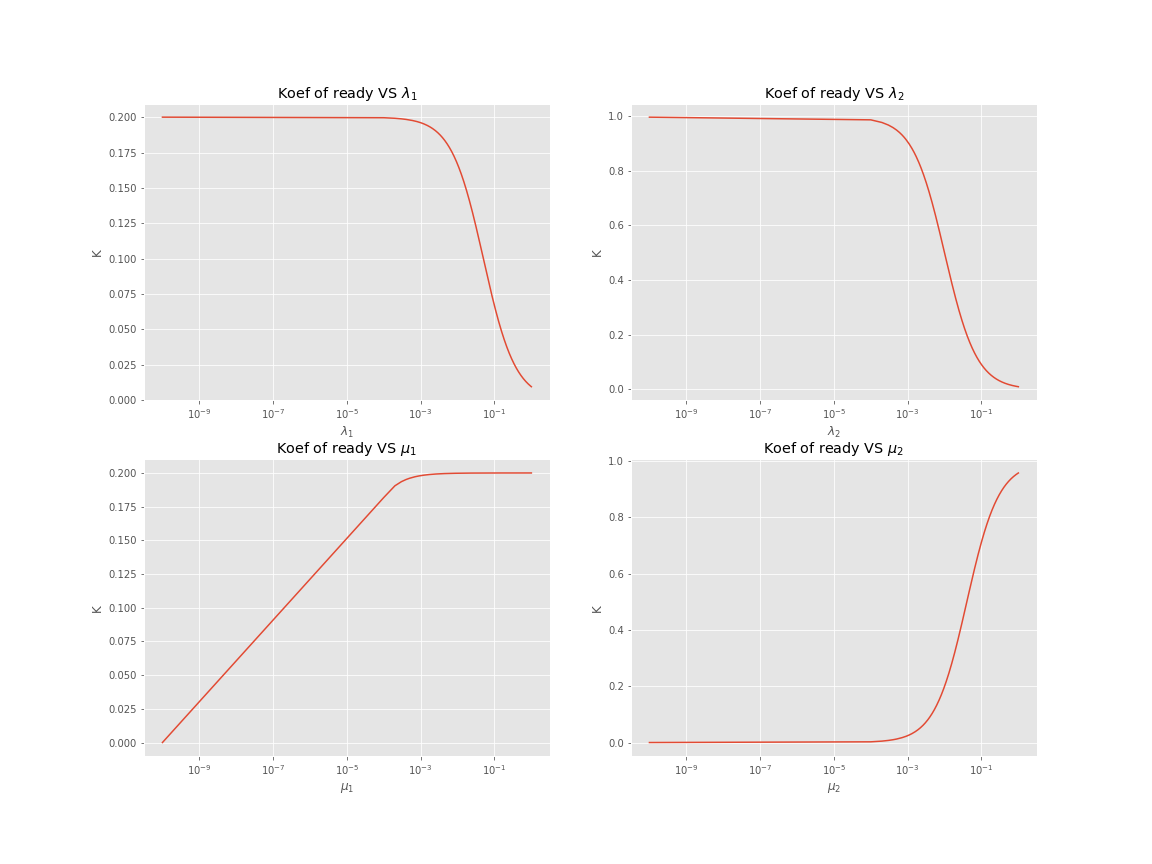 Koef of ready VS λ₁
K
0.200
0.175
0.150
0.125
0.100
0.075
0.050
0.025
0.000
10⁻⁹ 10⁻⁷ 10⁻⁵ 10⁻³ 10⁻¹
λ₁
Koef of ready VS λ₂
K
1.0
0.8
0.6
0.4
0.2
0.0
10⁻⁹ 10⁻⁷ 10⁻⁵ 10⁻³ 10⁻¹
λ₂
Koef of ready VS μ₁
K
0.200
0.175
0.150
0.125
0.100
0.075
0.050
0.025
0.000
10⁻⁹ 10⁻⁷ 10⁻⁵ 10⁻³ 10⁻¹
μ₁
Koef of ready VS μ₂
K
1.0
0.8
0.6
0.4
0.2
0.0
10⁻⁹ 10⁻⁷ 10⁻⁵ 10⁻³ 10⁻¹
μ₂